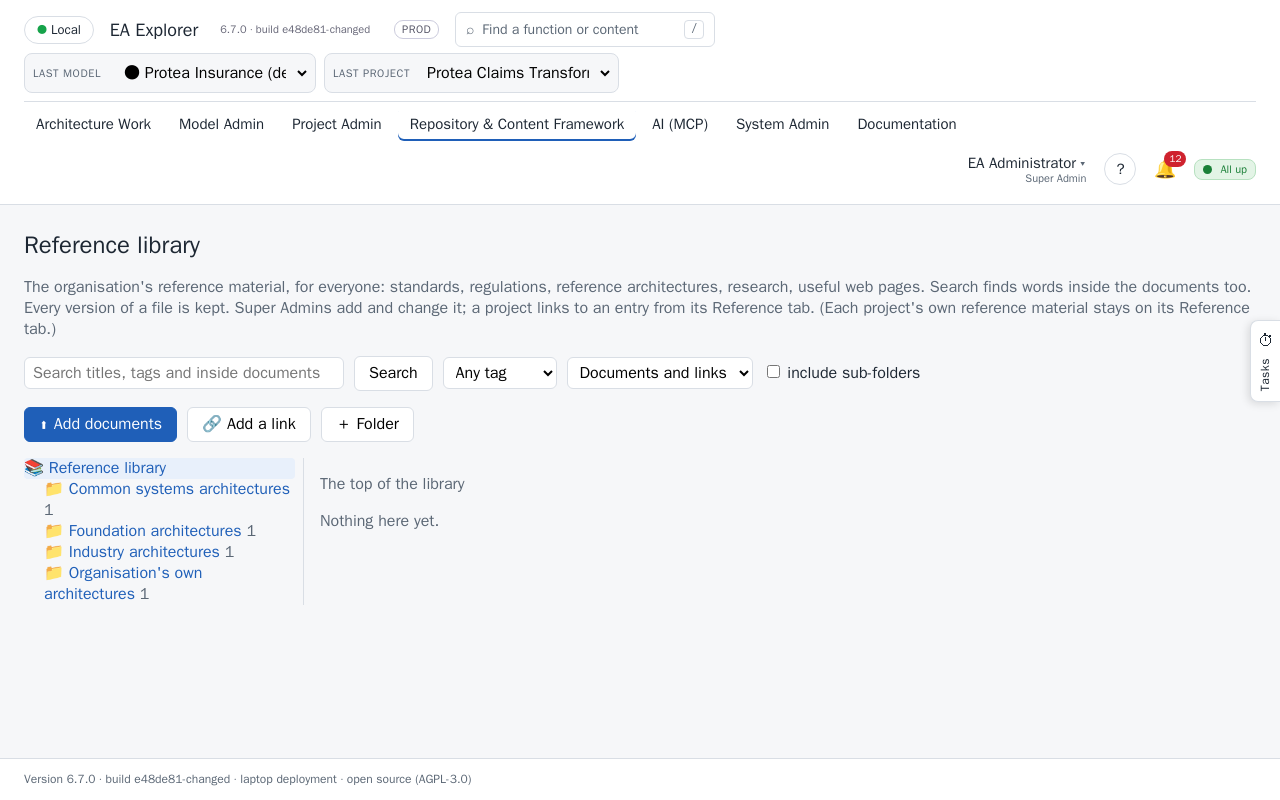 Local
EA Explorer
6.7.0 · build e48de81-changed
PROD
Find a function or content
/
LAST MODEL
Protea Insurance (de
LAST PROJECT
Protea Claims Transfor
Architecture Work
Model Admin
Project Admin
Repository & Content Framework
AI (MCP)
System Admin
Documentation
EA Administrator
Super Admin
?
12
All up
Reference library
The organisation's reference material, for everyone: standards, regulations, reference architectures, research, useful web pages. Search finds words inside the documents too.
Every version of a file is kept. Super Admins add and change it; a project links to an entry from its Reference tab. (Each project's own reference material stays on its Reference
tab.)
Search titles, tags and inside documents
Search
Any tag
Documents and links
include sub-folders
Add documents
Add a link
+ Folder
Reference library
Common systems architectures
1
Foundation architectures 1
Industry architectures 1
Organisation's own
architectures 1
The top of the library
Nothing here yet.
Tasks
Version 6.7.0 · build e48de81-changed · laptop deployment · open source (AGPL-3.0)